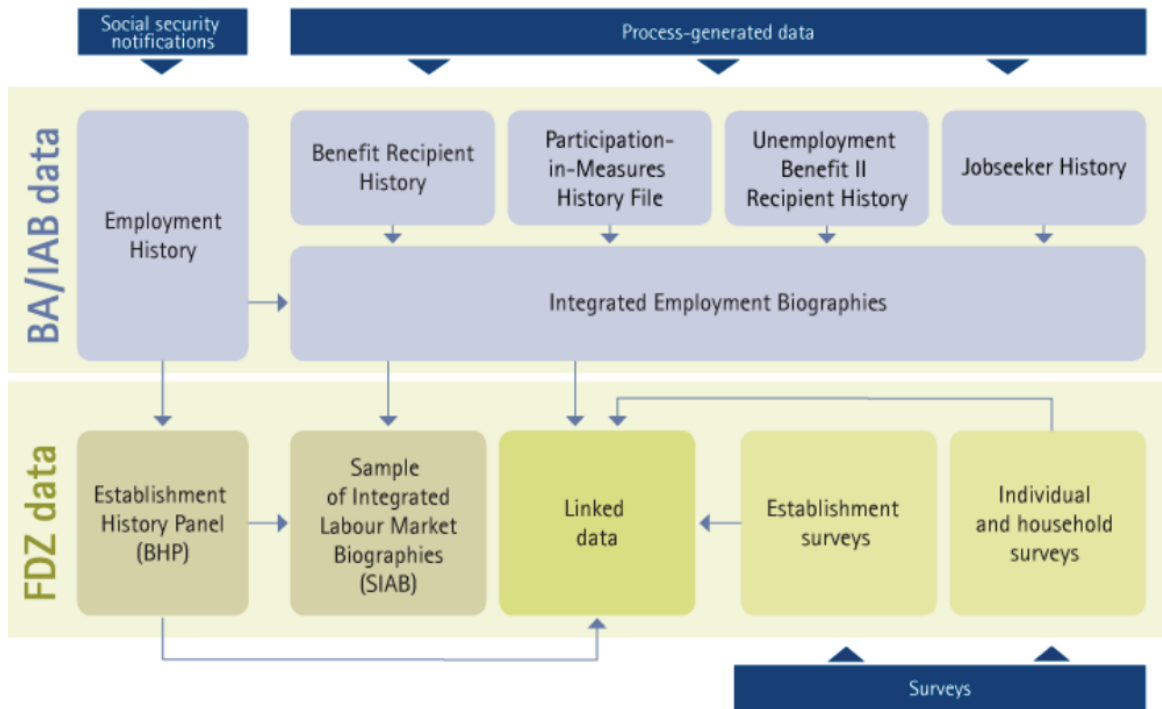 Social security
notifications
Process-generated data
BA/IAB data
Employment
History
Benefit Recipient
History
Participation-
in-Measures
History File
Unemployment
Benefit II
Recipient History
Jobseeker History
Integrated Employment Biographies
FDZ data
Establishment
History Panel
(BHP)
Sample
of Integrated
Labour Market
Biographies
(SIAB)
Linked
data
Establishment
surveys
Individual
and household
surveys
Surveys